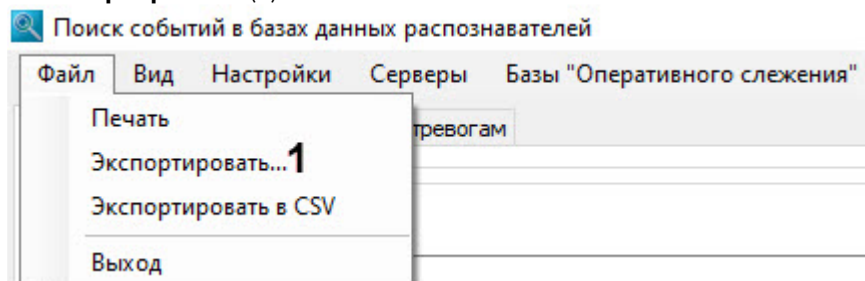 Поиск событий в базах данных распознавателей
Файл Вид Настройки Серверы Базы "Оперативного слежения"
Печать
тревогам
Экспортировать...1
Экспортировать в CSV
Выход